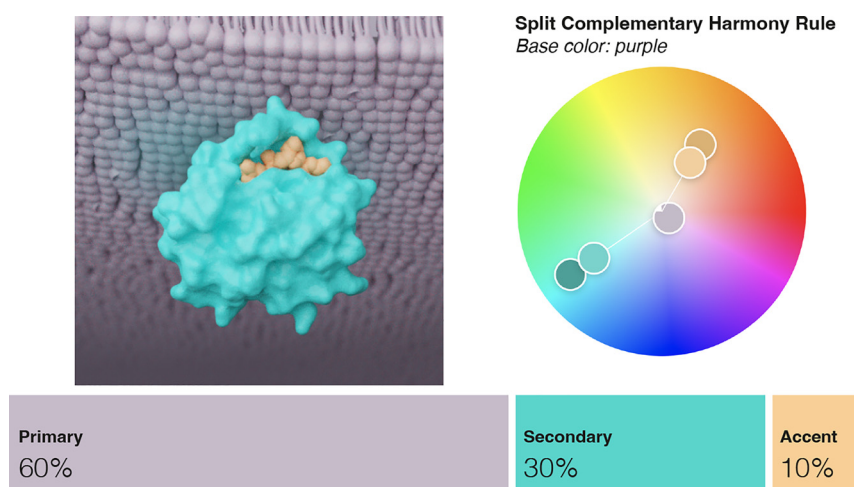 Split Complementary Harmony Rule
Base color: purple
Primary
60%
Secondary
30%
Accent
10%